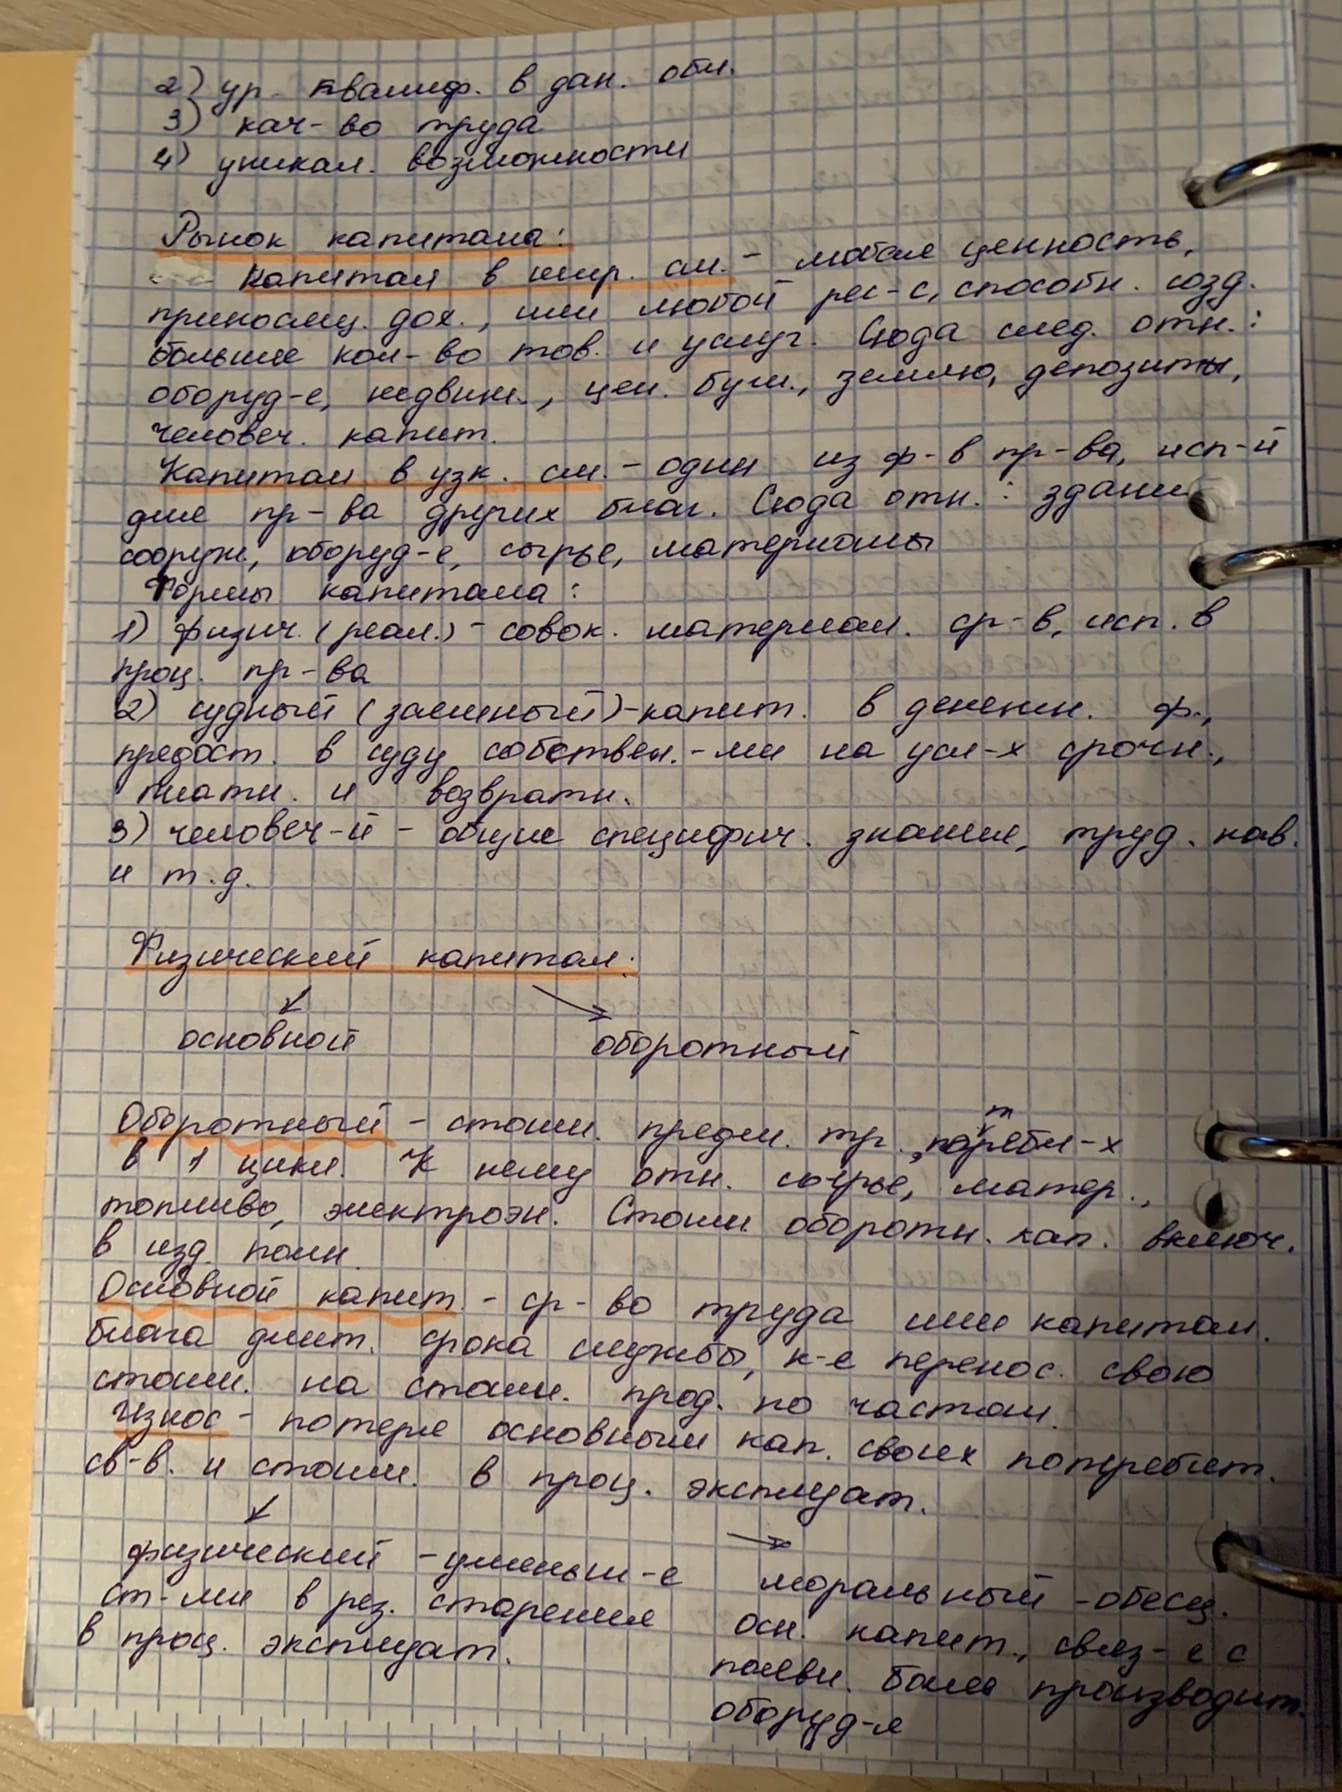 2) ур. квалиф. в дан. обл.
3) кач-во труда
4) уникал. возможности
Рынок капитала:
Капитал в шир. см. - любая ценность,
приносящ. дох., или любой рес-с, способн. созд.
большее кол-во тов. и услуг. Сюда след. отн.:
оборуд-е, недвиж., цен. бум., землю, депозиты,
человеч. капит.
Капитал в узк. см. - один из ф-в пр-ва, исп-й
для пр-ва других благ. Сюда отн.: здания
сооруж., оборуд-е, сырье, материалы
Формы капитала:
1) физич. (реал.) - совок. материал. ср-в, исп. в
проц. пр-ва
2) судный (заемный) - капит. в денежн. ф.,
предост. в суду собствен.-ми на усл-х срочн.,
платн. и возвратн.
3) человеч-й - общие специфич. знания, труд. нав.
и т.д.
Физический капитал:
основной оборотный
Оборотный - стоим. предм. тр., потребл-х
в 1 цикл. К нему отн. сырье, матер.,
топливо, электроэн. Стоим. оборотн. кап. включ.
в изд. полн.
Основной капит. - ср-во труда или капитал.
блага длит. срока службы, к-е перенос. свою
стоим. на стоим. прод. по частям.
Износ - потеря основным кап. своих потребит.
св-в. и стоим. в проц. эксплуат.
физический - уменьш-е
ст-ми в рез. старения
в проц. эксплуат.
моральный - обесц.
осн. капит., связ-е с
появл. более производит.
оборуд-я